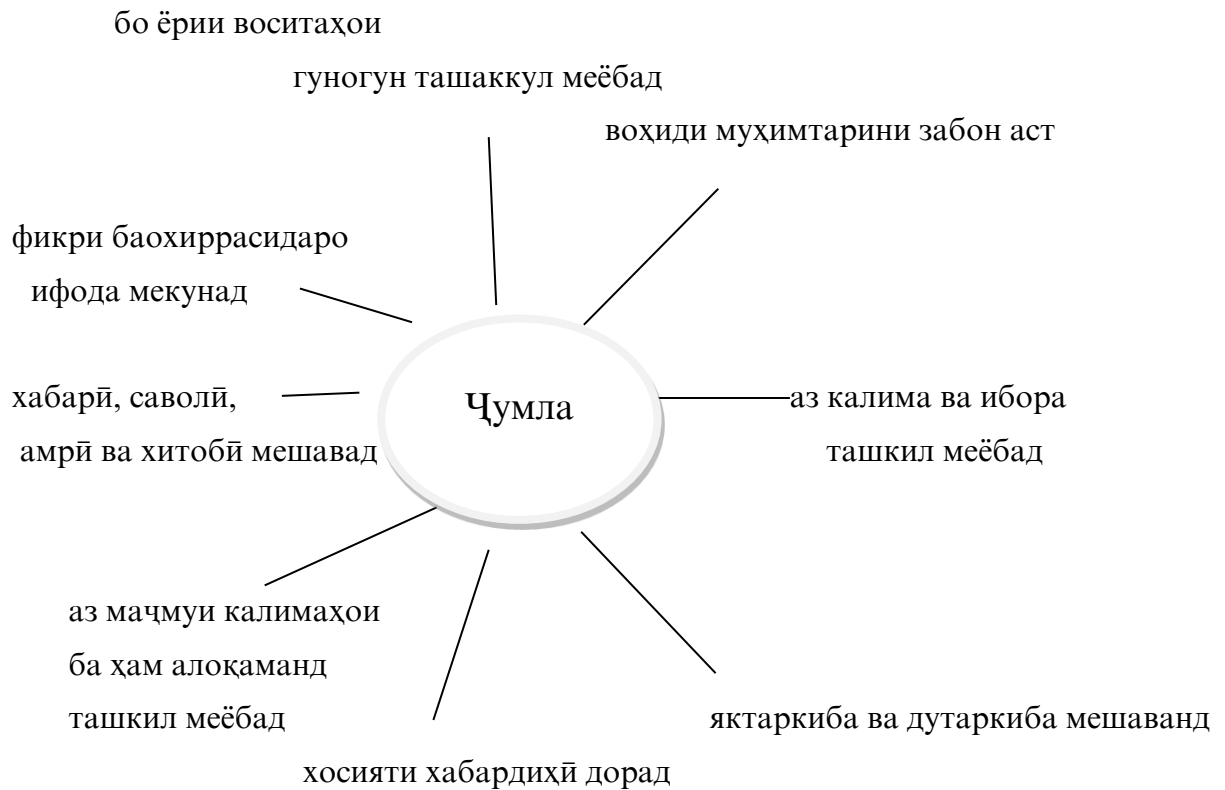 бо ёрии воситаҳои
гуногун ташаккул меёбад
воҳиди муҳимтарини забон аст
фикри баохиррасидаро
ифода мекунад
хабарӣ, саволӣ,
амрӣ ва хитобӣ мешавад
Ҷумла
аз калима ва ибора
ташкил меёбад
аз маҷмуи калимаҳои
ба ҳам алоқаманд
ташкил меёбад
яктаркиба ва дутаркиба мешаванд
хосияти хабардиҳӣ дорад